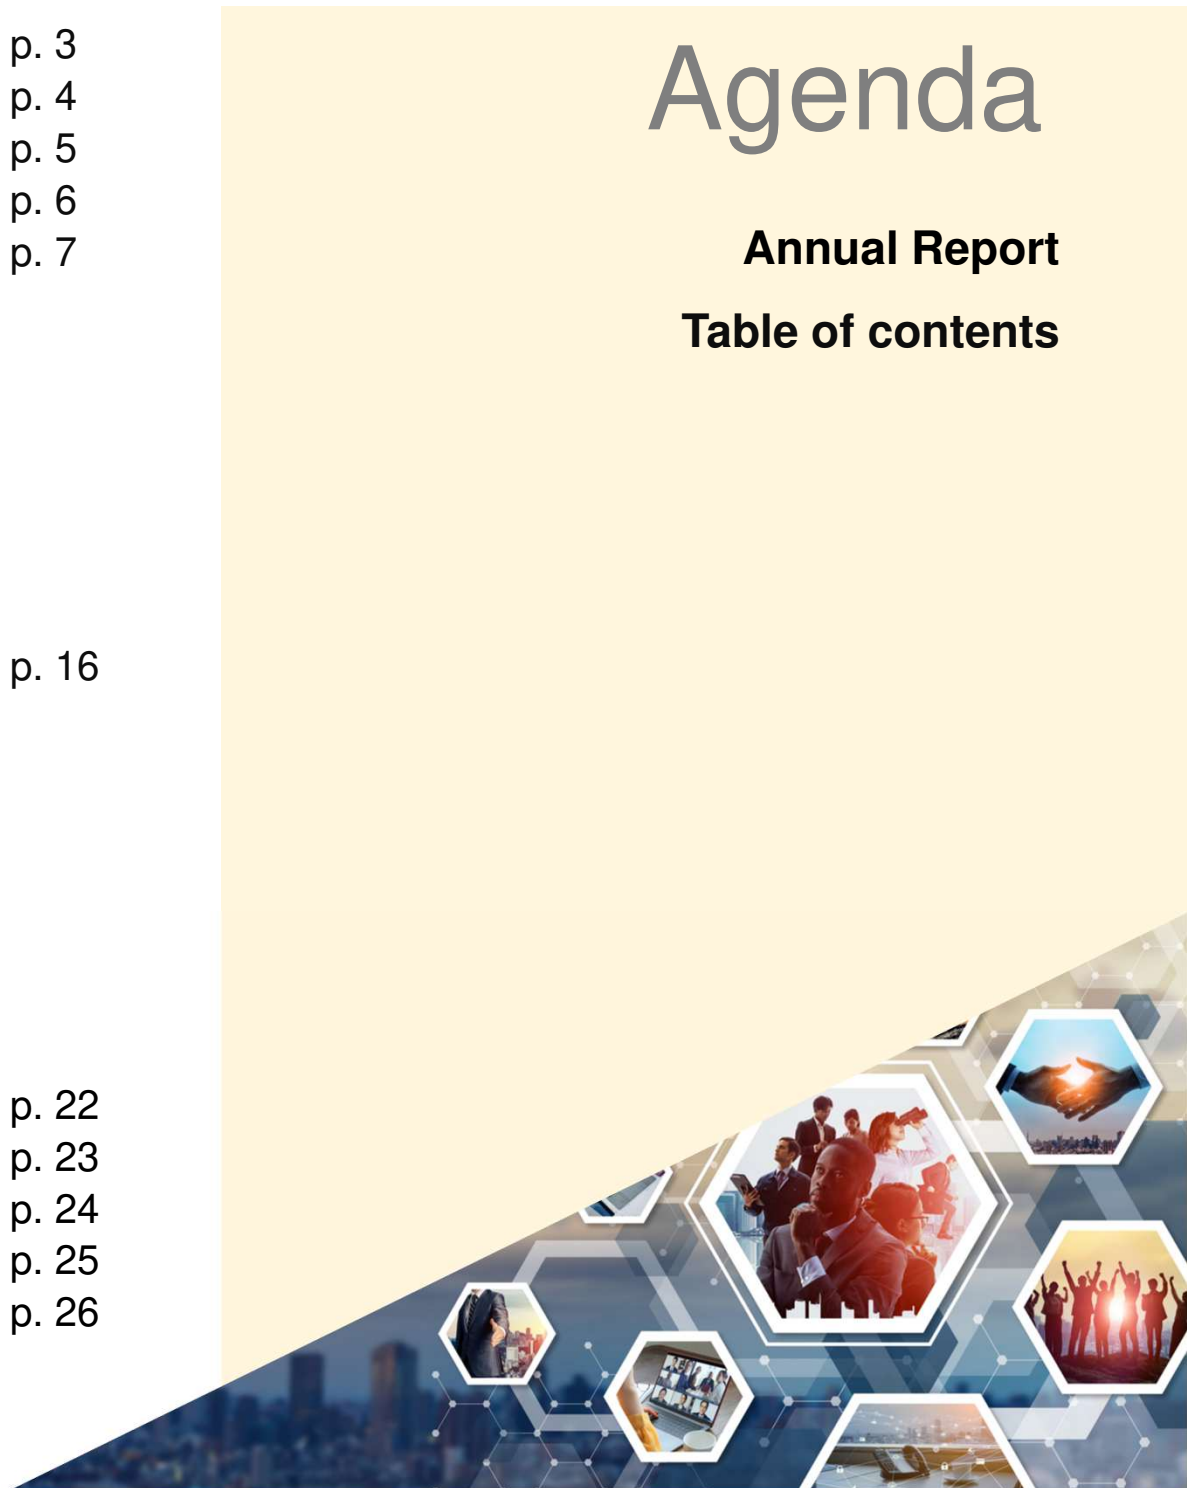 p. 3
p. 4
p. 5
p. 6
p. 7
p. 16
p. 22
p. 23
p. 24
p. 25
p. 26
Agenda
Annual Report
Table of contents